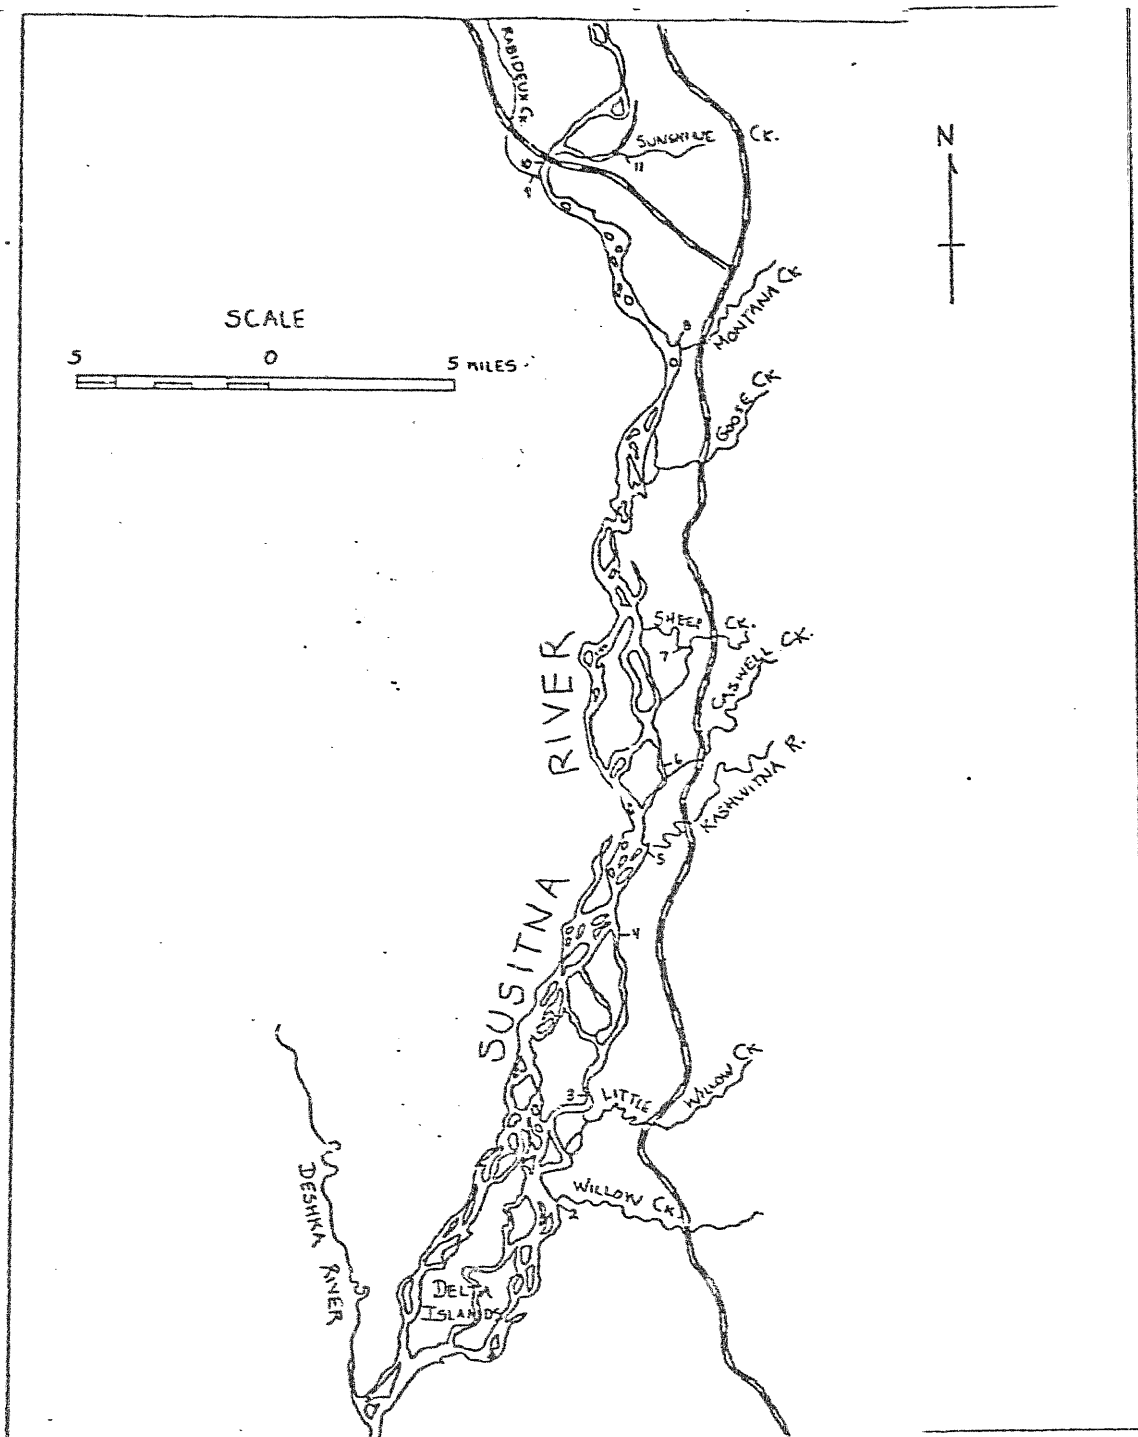 RABIDEUX CK.
SUNSHINE CK.
N
10
11
9
MONTANA CK
SCALE
5 0 5 MILES
8
GOOSE CK
SHEEP CK.
7
CASWELL CK.
RIVER
6
KASHWITNA R.
5
SUSITNA
4
3
LITTLE WILLOW CK
WILLOW CK
2
DESHKA RIVER
DELTA
ISLANDS